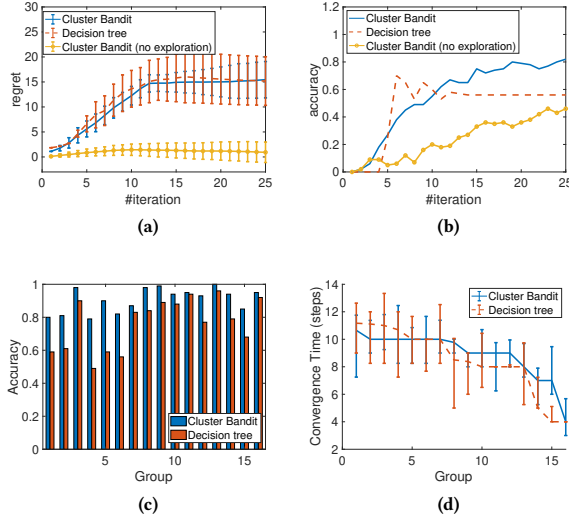 Cluster Bandit
Decision tree
Cluster Bandit (no exploration)
30
25
20
15
10
5
0
regret
0 5 10 15 20 25
#iteration
(a)
Cluster Bandit
Decision tree
Cluster Bandit (no exploration)
1.2
1
0.8
0.6
0.4
0.2
0
accuracy
0 5 10 15 20 25
#iteration
(b)
1
0.8
0.6
0.4
0.2
0
Accuracy
Cluster Bandit
Decision tree
5 10 15
Group
(c)
14
12
10
8
6
4
2
Convergence Time (steps)
Cluster Bandit
Decision tree
0 5 10 15
Group
(d)